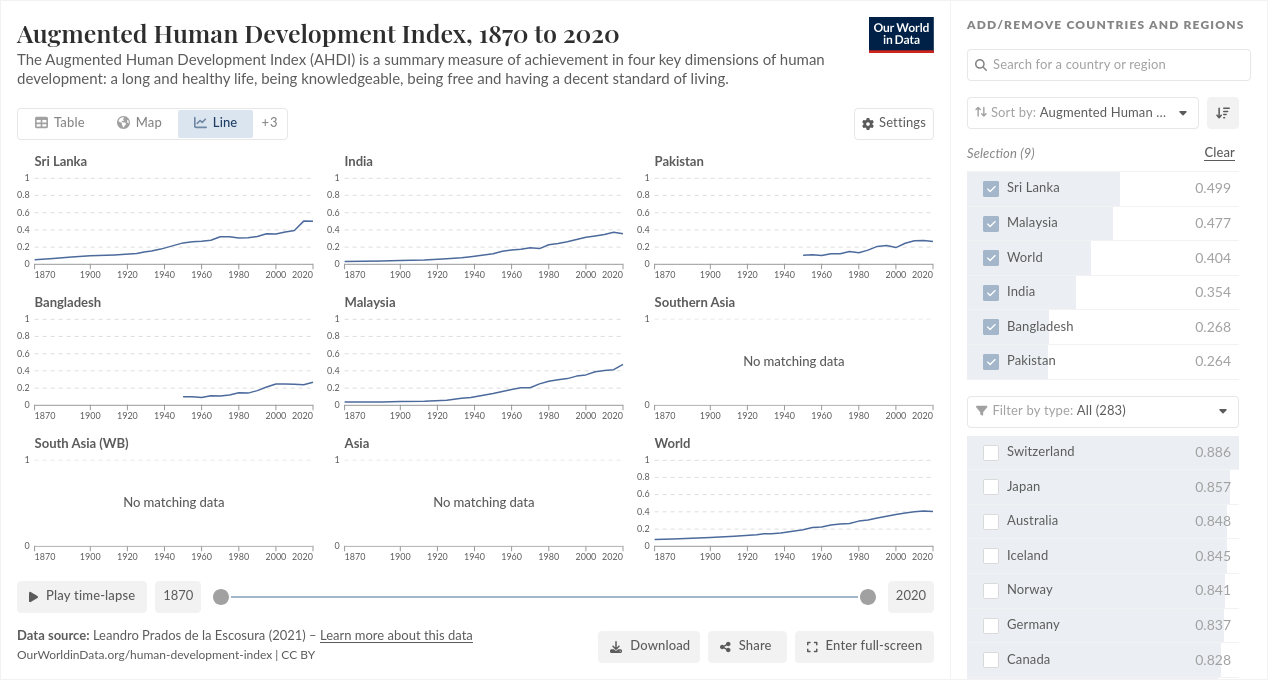 Augmented Human Development Index, 1870 to 2020
The Augmented Human Development Index (AHDI) is a summary measure of achievement in four key dimensions of human
development: a long and healthy life, being knowledgeable, being free and having a decent standard of living.
Our World
in Data
Table Map Line +3
Settings
Sri Lanka
1
0.8
0.6
0.4
0.2
0
1870 1900 1920 1940 1960 1980 2000 2020
India
1
0.8
0.6
0.4
0.2
0
1870 1900 1920 1940 1960 1980 2000 2020
Pakistan
1
0.8
0.6
0.4
0.2
0
1870 1900 1920 1940 1960 1980 2000 2020
Bangladesh
1
0.8
0.6
0.4
0.2
0
1870 1900 1920 1940 1960 1980 2000 2020
Malaysia
1
0.8
0.6
0.4
0.2
0
1870 1900 1920 1940 1960 1980 2000 2020
Southern Asia
1
No matching data
0
1870 1900 1920 1940 1960 1980 2000 2020
South Asia (WB)
1
No matching data
0
1870 1900 1920 1940 1960 1980 2000 2020
Asia
1
No matching data
0
1870 1900 1920 1940 1960 1980 2000 2020
World
1
0.8
0.6
0.4
0.2
0
1870 1900 1920 1940 1960 1980 2000 2020
Play time-lapse 1870 2020
Data source: Leandro Prados de la Escosura (2021) – Learn more about this data
OurWorldinData.org/human-development-index | CC BY
Download Share Enter full-screen
ADD/REMOVE COUNTRIES AND REGIONS
Search for a country or region
Sort by: Augmented Human ...
Selection (9) Clear
Sri Lanka 0.499
Malaysia 0.477
World 0.404
India 0.354
Bangladesh 0.268
Pakistan 0.264
Filter by type: All (283)
Switzerland 0.886
Japan 0.857
Australia 0.848
Iceland 0.845
Norway 0.841
Germany 0.837
Canada 0.828